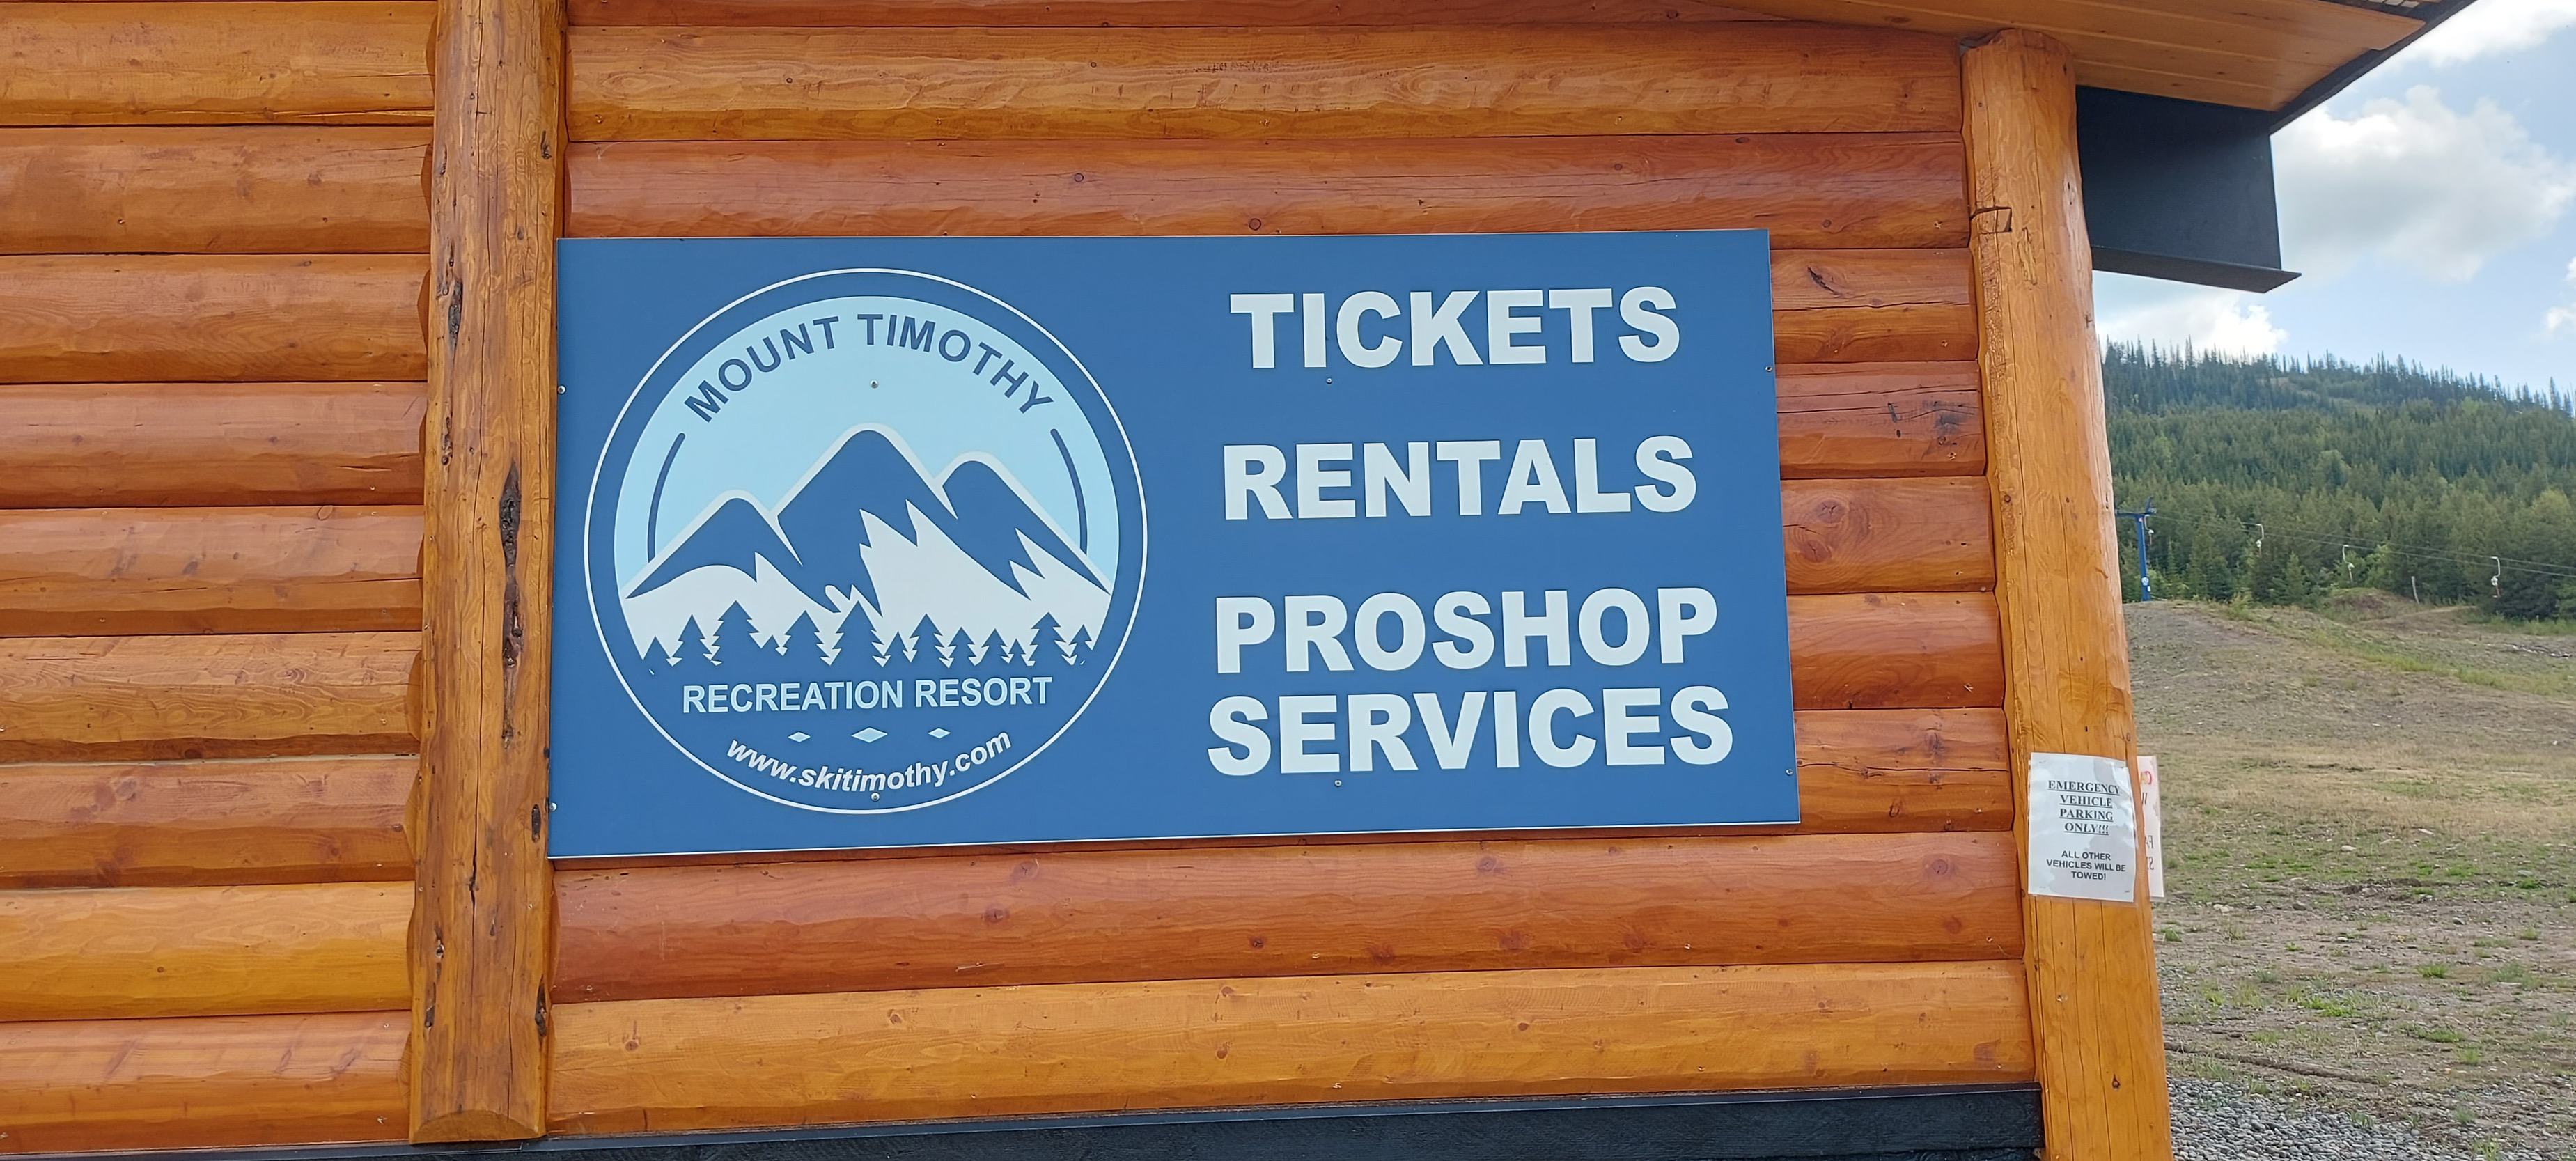 MOUNT TIMOTHY
RECREATION RESORT
www.skitimothy.com
TICKETS
RENTALS
PROSHOP
SERVICES
EMERGENCY
VEHICLE
PARKING
ONLY!!!
ALL OTHER
VEHICLES WILL BE
TOWED!